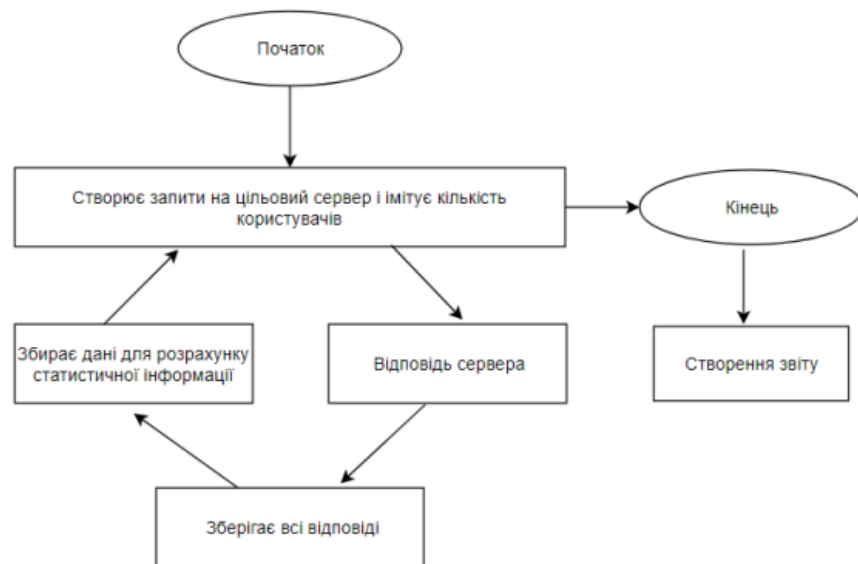 Початок
Створює запити на цільовий сервер і імітує кількість
користувачів
Кінець
Збирає дані для розрахунку
статистичної інформації
Відповідь сервера
Створення звіту
Зберігає всі відповіді